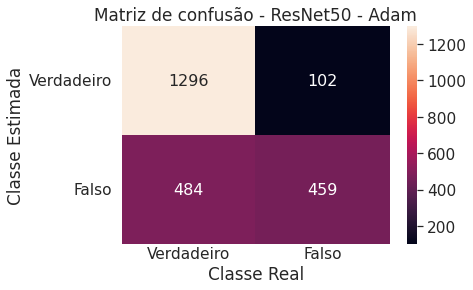 Matriz de confusão - ResNet50 - Adam
Classe Estimada
Verdadeiro
1296
102
Falso
484
459
Verdadeiro
Falso
Classe Real
1200
1000
800
600
400
200